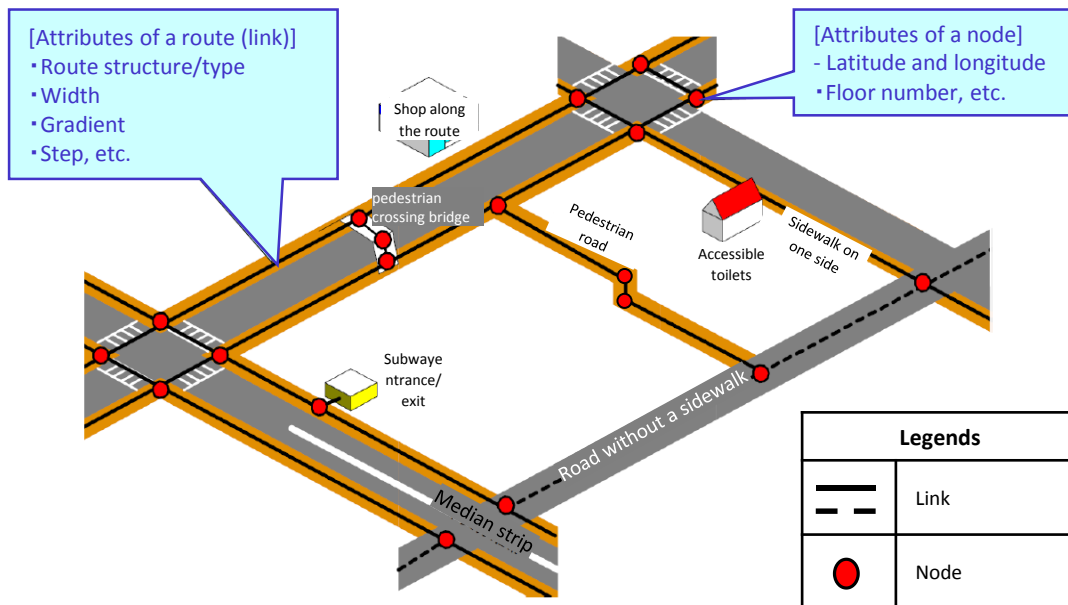 [Attributes of a route (link)]
・Route structure/type
・Width
・Gradient
・Step, etc.
[Attributes of a node]
- Latitude and longitude
・Floor number, etc.
Shop along
the route
pedestrian
crossing bridge
Pedestrian
road
Accessible
toilets
Sidewalk on
one side
Subwaye
ntrance/
exit
Road without a sidewalk
Median strip
Legends
Link
Node